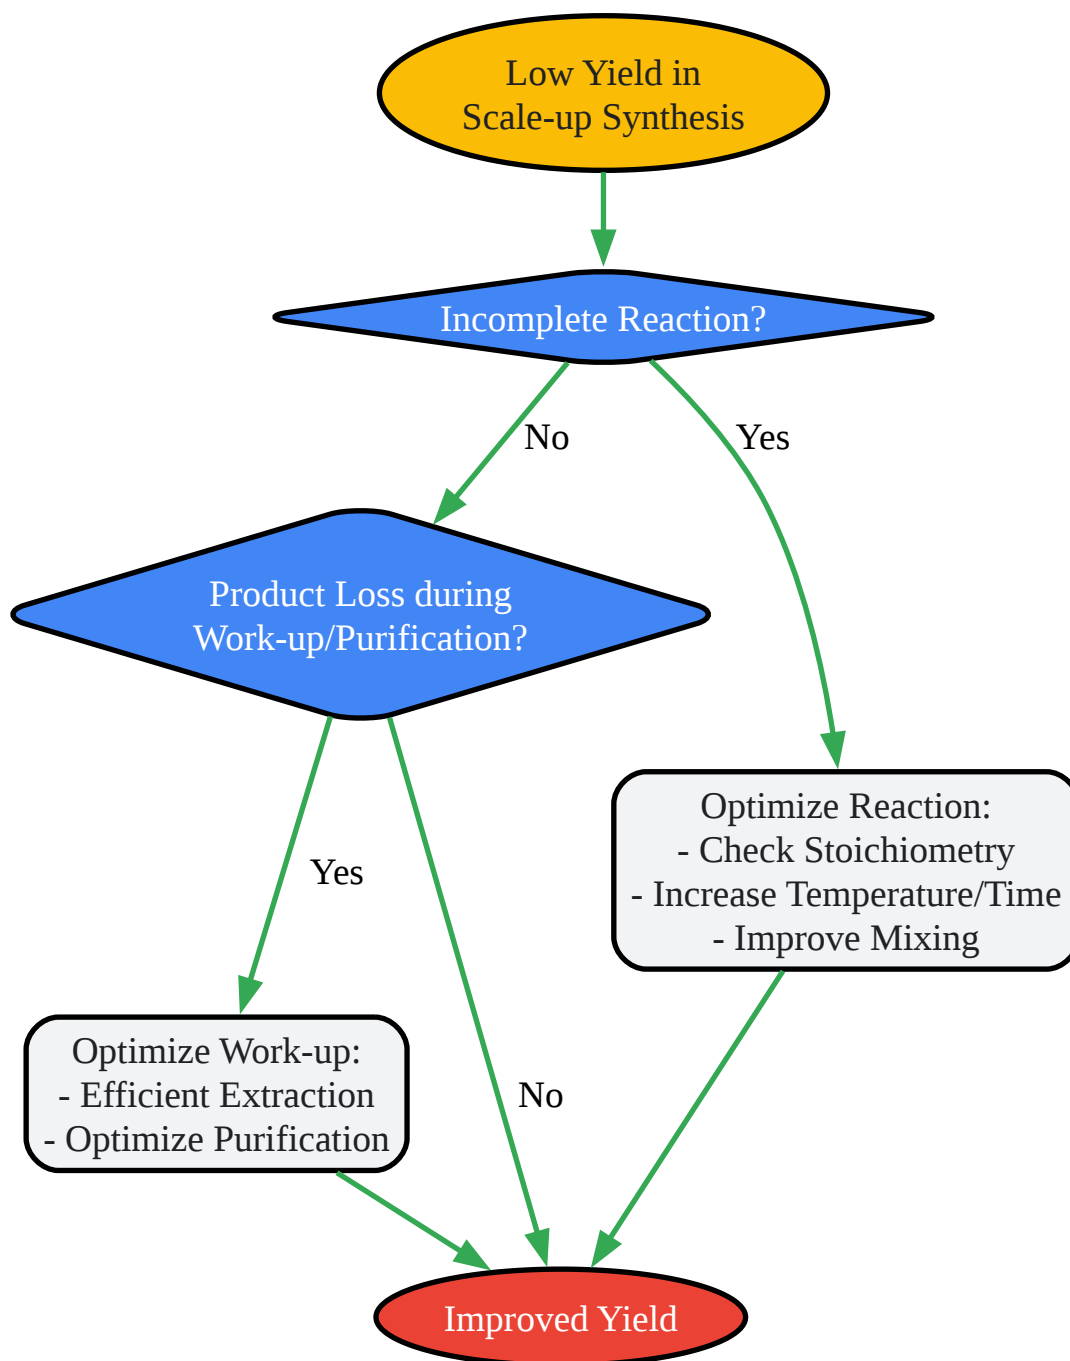 Low Yield in
Scale-up Synthesis
Incomplete Reaction?
No
Yes
Product Loss during
Work-up/Purification?
Optimize Reaction:
- Check Stoichiometry
- Increase Temperature/Time
- Improve Mixing
Yes
Optimize Work-up:
- Efficient Extraction
- Optimize Purification
No
Improved Yield